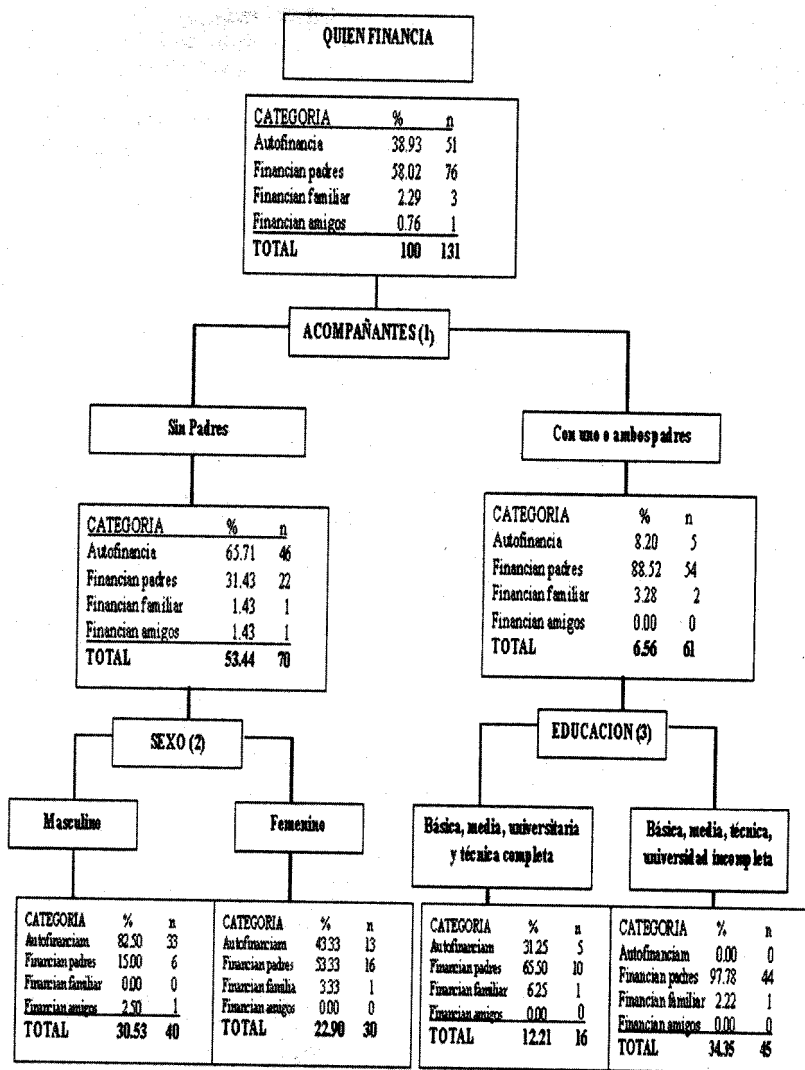 QUIEN FINANCIA
CATEGORIA % n
Autofinancia 38.93 51
Financian padres 58.02 76
Financian familiar 2.29 3
Financian amigos 0.76 1
TOTAL 100 131
ACOMPAÑANTES (1)
Sin Padres
CATEGORIA % n
Autofinancia 65.71 46
Financian padres 31.43 22
Financian familiar 1.43 1
Financian amigos 1.43 1
TOTAL 53.44 70
Con uno o ambos padres
CATEGORIA % n
Autofinancia 8.20 5
Financian padres 88.52 54
Financian familiar 3.28 2
Financian amigos 0.00 0
TOTAL 6.56 61
SEXO (2)
EDUCACION (3)
Masculino
CATEGORIA % n
Autofinanciam 82.50 33
Financian padres 15.00 6
Financian familiar 0.00 0
Financian amigos 2.50 1
TOTAL 30.53 40
Femenino
CATEGORIA % n
Autofinanciam 43.33 13
Financian padres 53.33 16
Financian familia 3.33 1
Financian amigos 0.00 0
TOTAL 22.90 30
Básica, media, universitaria
y técnica completa
CATEGORIA % n
Autofinanciam 31.25 5
Financian padres 65.50 10
Financian familiar 6.25 1
Financian amigos 0.00 0
TOTAL 12.21 16
Básica, media, técnica,
universidad incompleta
CATEGORIA % n
Autofinanciam 0.00 0
Financian padres 97.78 44
Financian familiar 2.22 1
Financian amigos 0.00 0
TOTAL 34.35 45